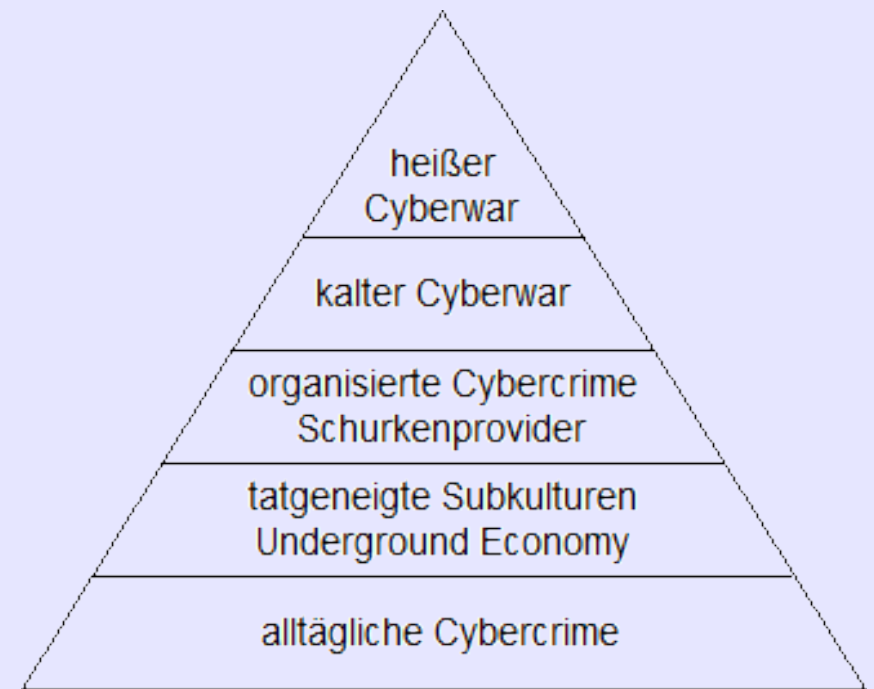 heißer
Cyberwar
kalter Cyberwar
organisierte Cybercrime
Schurkenprovider
tatgeneigte Subkulturen
Underground Economy
alltägliche Cybercrime